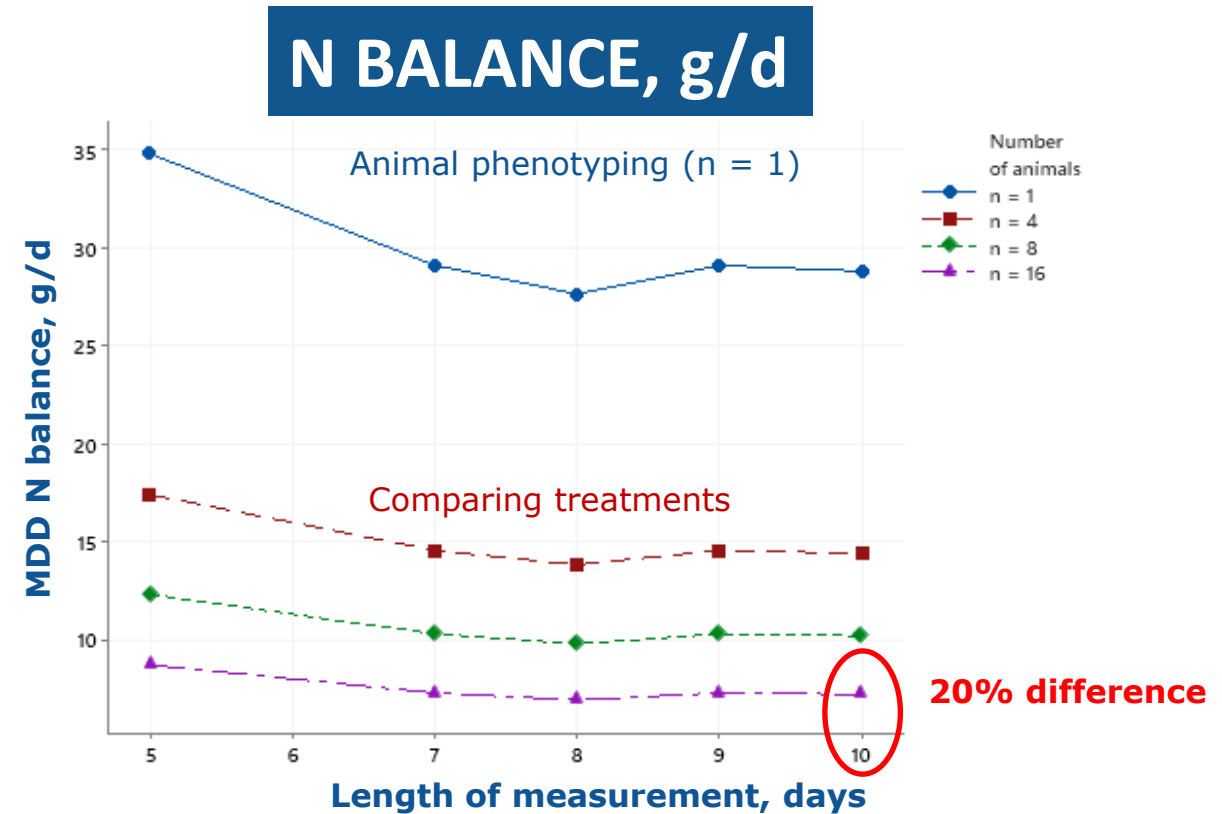 N BALANCE, g/d
Animal phenotyping (n = 1)
Comparing treatments
20% difference
MDD N balance, g/d
35
30
25
20
15
10
5
6
7
8
9
10
Length of measurement, days
Number
of animals
n = 1
n = 4
n = 8
n = 16